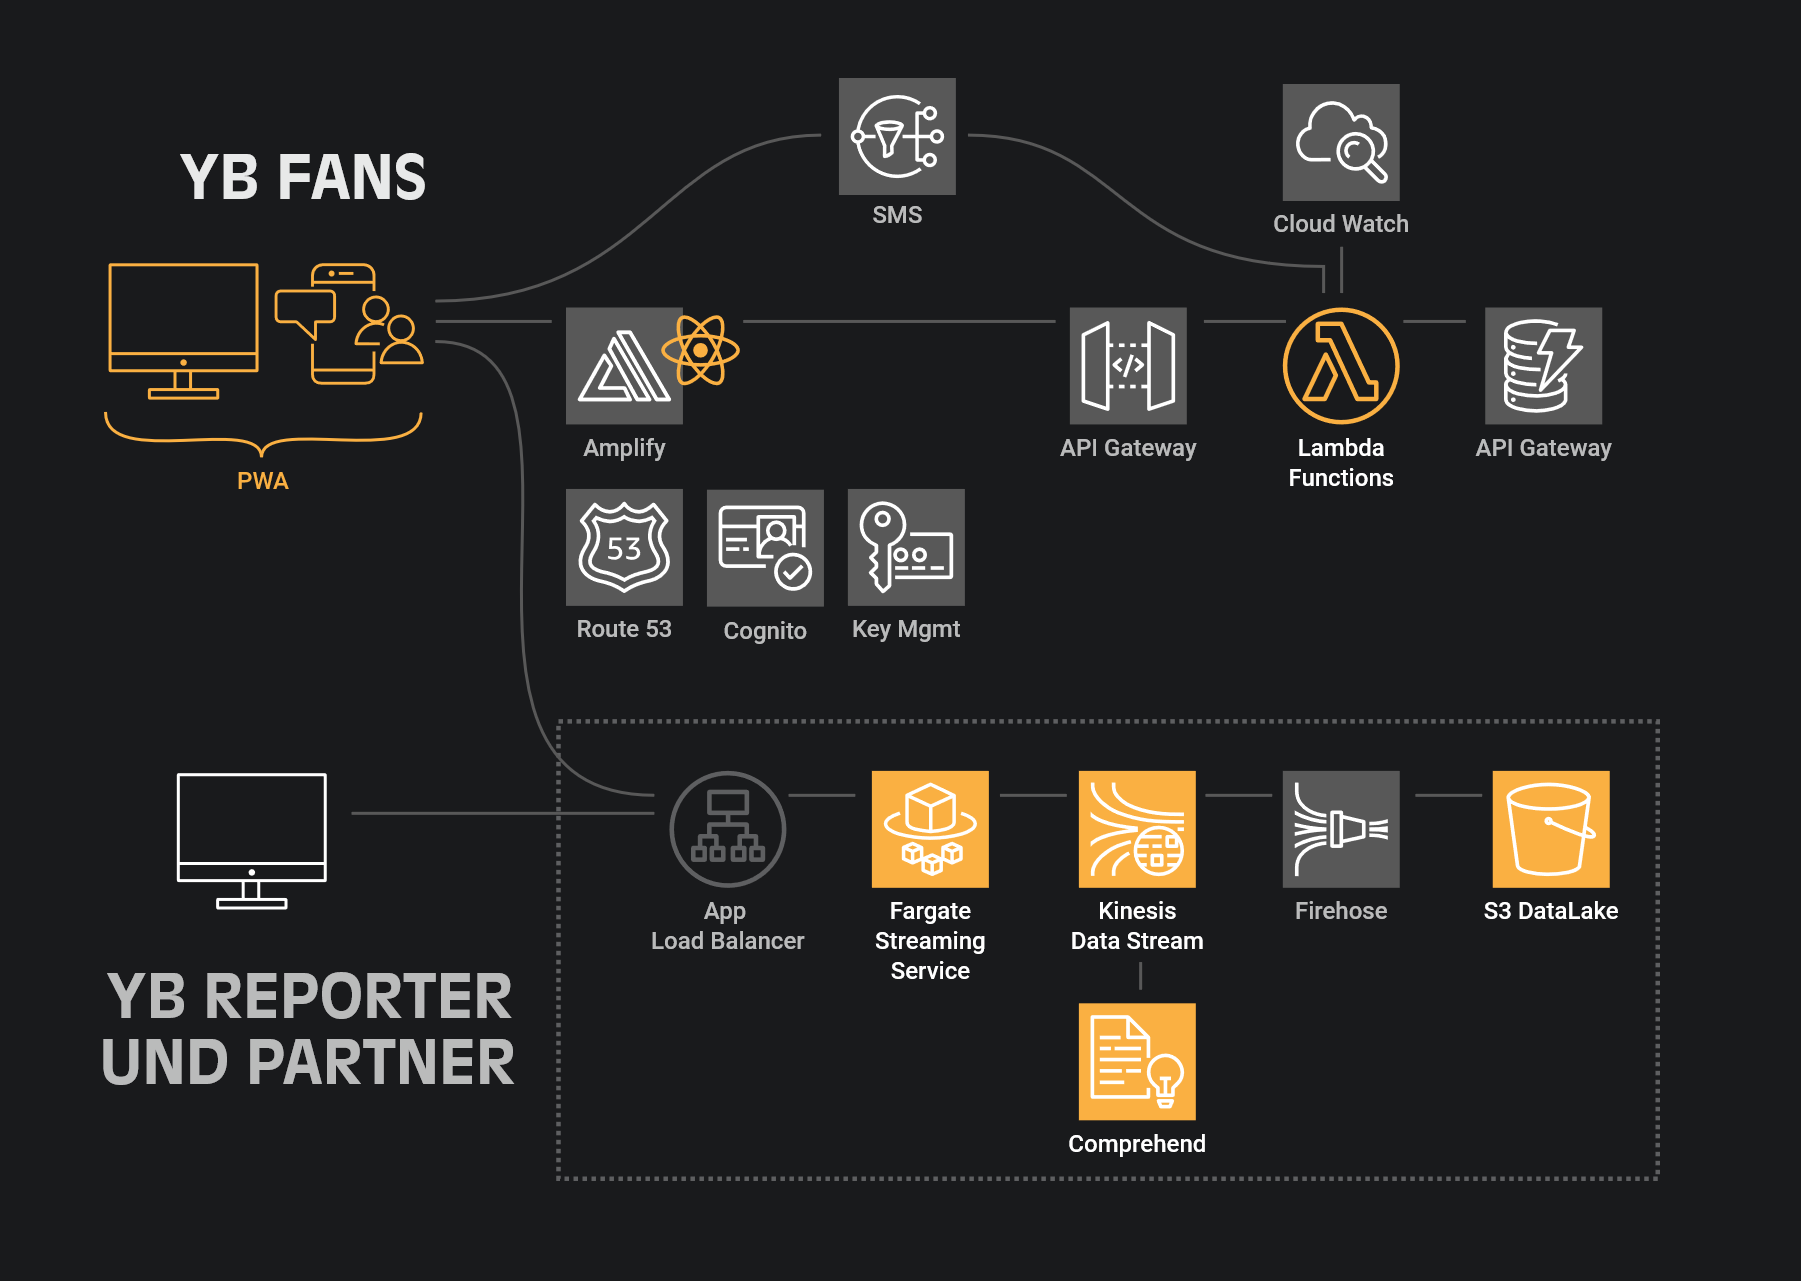 SMS
Cloud Watch
YB FANS
PWA
Amplify
API Gateway
Lambda
Functions
API Gateway
53
Route 53
Cognito
Key Mgmt
YB REPORTER
UND PARTNER
App
Load Balancer
Fargate
Streaming
Service
Kinesis
Data Stream
Firehose
S3 DataLake
Comprehend